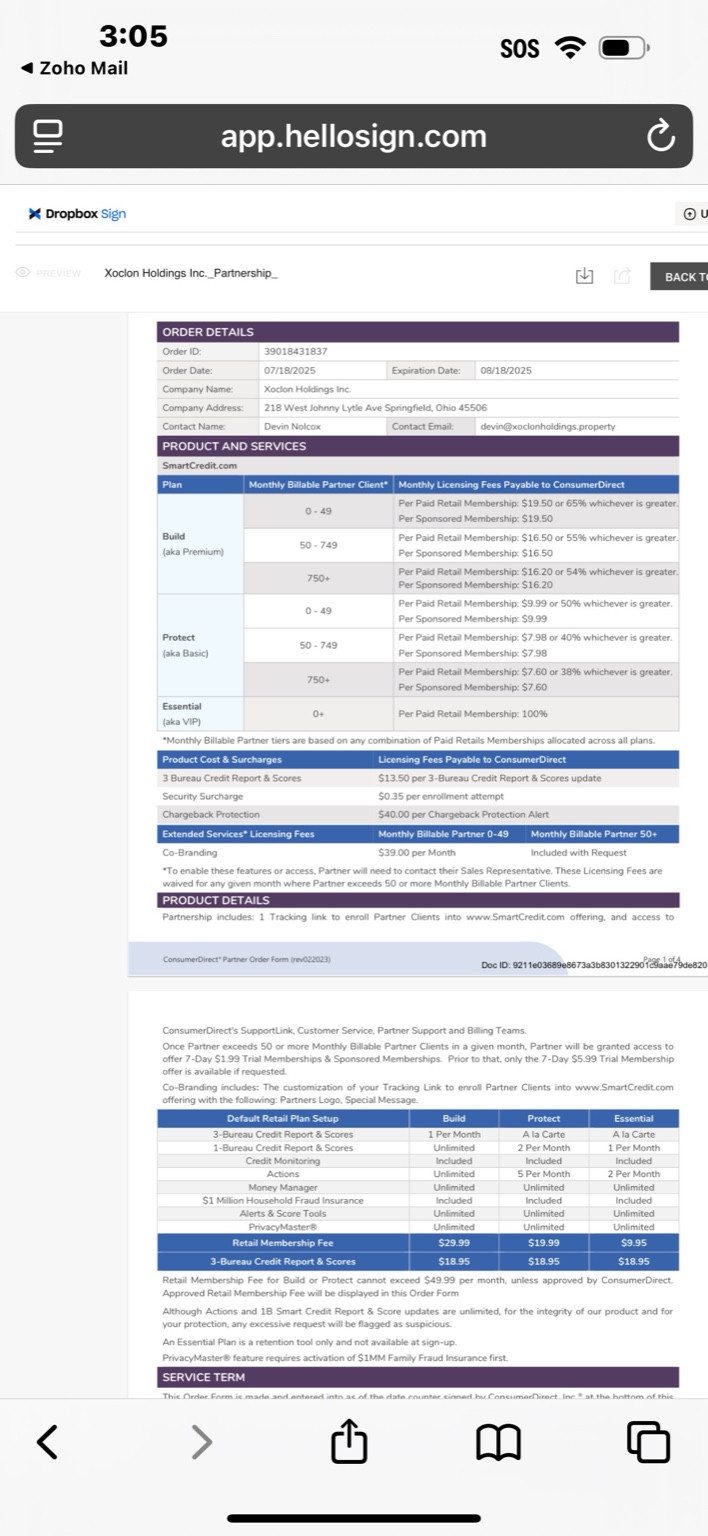 3:05
SOS
◄ Zoho Mail
app.hellosign.com
Dropbox Sign
U
PREVIEW
Xoclon Holdings Inc._Partnership_
BACK TO
ORDER DETAILS
Order ID: 39018431837
Order Date: 07/18/2025 Expiration Date: 08/18/2025
Company Name: Xoclon Holdings Inc.
Company Address: 218 West Johnny Lytle Ave Springfield, Ohio 45506
Contact Name: Devin Nolcox Contact Email: devin@xoclonholdings.property
PRODUCT AND SERVICES
SmartCredit.com
Plan Monthly Billable Partner Client* Monthly Licensing Fees Payable to ConsumerDirect
Build
(aka Premium)
0 - 49
Per Paid Retail Membership: $19.50 or 65% whichever is greater.
Per Sponsored Membership: $19.50
50 - 749
Per Paid Retail Membership: $16.50 or 55% whichever is greater.
Per Sponsored Membership: $16.50
750+
Per Paid Retail Membership: $16.20 or 54% whichever is greater.
Per Sponsored Membership: $16.20
Protect
(aka Basic)
0 - 49
Per Paid Retail Membership: $9.99 or 50% whichever is greater.
Per Sponsored Membership: $9.99
50 - 749
Per Paid Retail Membership: $7.98 or 40% whichever is greater.
Per Sponsored Membership: $7.98
750+
Per Paid Retail Membership: $7.60 or 38% whichever is greater.
Per Sponsored Membership: $7.60
Essential
(aka VIP)
0+
Per Paid Retail Membership: 100%
*Monthly Billable Partner tiers are based on any combination of Paid Retails Memberships allocated across all plans.
Product Cost & Surcharges Licensing Fees Payable to ConsumerDirect
3 Bureau Credit Report & Scores $13.50 per 3-Bureau Credit Report & Scores update
Security Surcharge $0.35 per enrollment attempt
Chargeback Protection $40.00 per Chargeback Protection Alert
Extended Services* Licensing Fees Monthly Billable Partner 0-49 Monthly Billable Partner 50+
Co-Branding $39.00 per Month Included with Request
*To enable these features or access, Partner will need to contact their Sales Representative. These Licensing Fees are
waived for any given month where Partner exceeds 50 or more Monthly Billable Partner Clients.
PRODUCT DETAILS
Partnership includes: 1 Tracking link to enroll Partner Clients into www.SmartCredit.com offering, and access to
ConsumerDirect® Partner Order Form (rev022023)
Page 1 of 4
Doc ID: 9211e03689e8673a3b8301322901c9aae79de820
ConsumerDirect's SupportLink, Customer Service, Partner Support and Billing Teams.
Once Partner exceeds 50 or more Monthly Billable Partner Clients in a given month, Partner will be granted access to
offer 7-Day $1.99 Trial Memberships & Sponsored Memberships. Prior to that, only the 7-Day $5.99 Trial Membership
offer is available if requested.
Co-Branding includes: The customization of your Tracking Link to enroll Partner Clients into www.SmartCredit.com
offering with the following: Partners Logo, Special Message.
Default Retail Plan Setup Build Protect Essential
3-Bureau Credit Report & Scores 1 Per Month A la Carte A la Carte
1-Bureau Credit Report & Scores Unlimited 2 Per Month 1 Per Month
Credit Monitoring Included Included Included
Actions Unlimited 5 Per Month 2 Per Month
Money Manager Unlimited Unlimited Unlimited
$1 Million Household Fraud Insurance Included Included Included
Alerts & Score Tools Unlimited Unlimited Unlimited
PrivacyMaster® Unlimited Unlimited Unlimited
Retail Membership Fee $29.99 $19.99 $9.95
3-Bureau Credit Report & Scores $18.95 $18.95 $18.95
Retail Membership Fee for Build or Protect cannot exceed $49.99 per month, unless approved by ConsumerDirect.
Approved Retail Membership Fee will be displayed in this Order Form
Although Actions and 1B Smart Credit Report & Score updates are unlimited, for the integrity of our product and for
your protection, any excessive request will be flagged as suspicious.
An Essential Plan is a retention tool only and not available at sign-up.
PrivacyMaster® feature requires activation of $1MM Family Fraud Insurance first.
SERVICE TERM
This Order Form is made and entered into as of the date counter signed by ConsumerDirect, Inc.® at the bottom of this